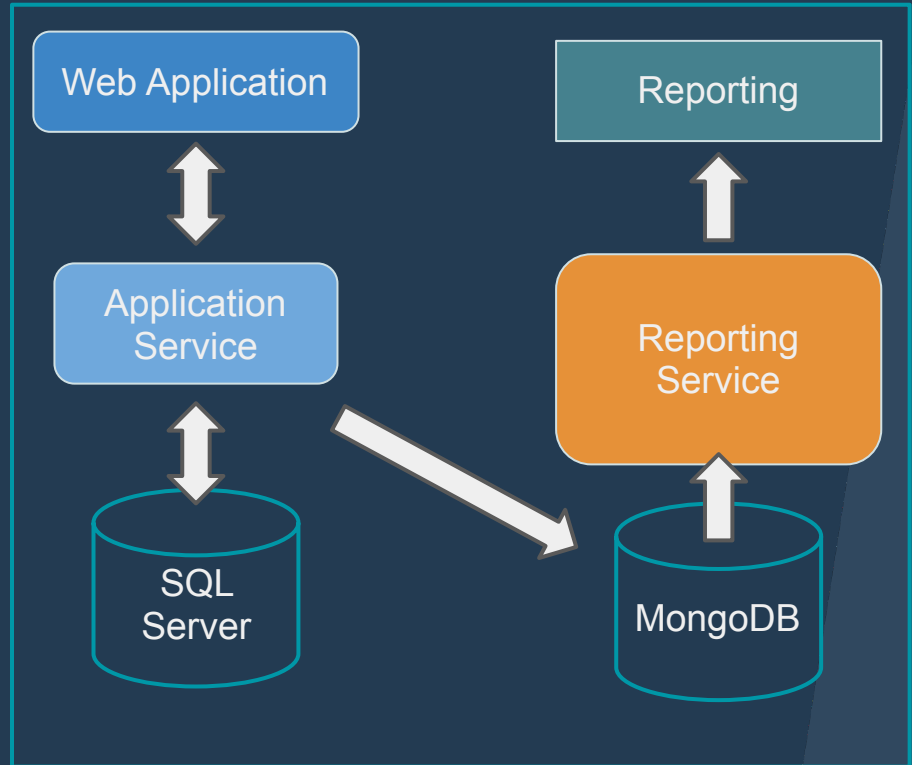 Web Application
Reporting
Application
Service
Reporting
Service
SQL
Server
MongoDB